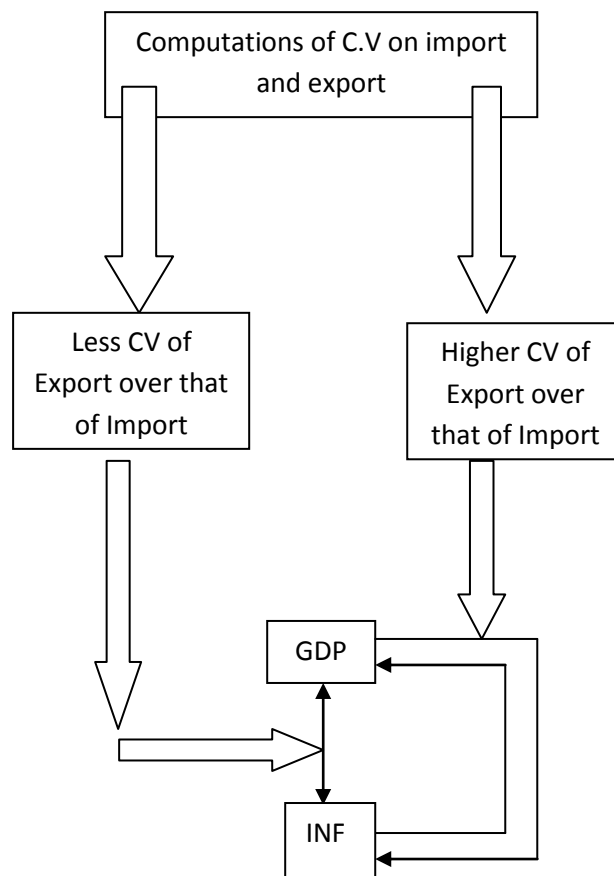 Computations of C.V on import
and export
Less CV of
Export over that
of Import
Higher CV of
Export over
that of Import
GDP
INF